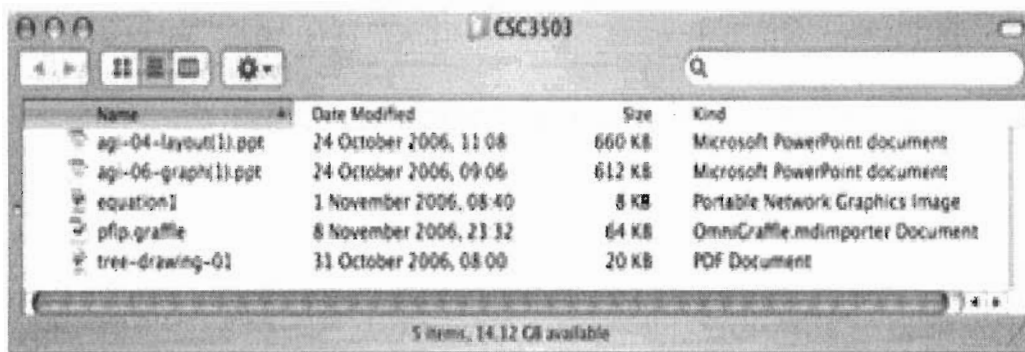 CSC3503
Name Date Modified Size Kind
agi-04-layout(1).ppt 24 October 2006, 11:08 660 KB Microsoft PowerPoint document
agi-06-graph(1).ppt 24 October 2006, 09:06 612 KB Microsoft PowerPoint document
equation1 1 November 2006, 08:40 8 KB Portable Network Graphics Image
pfip.graffle 8 November 2006, 23:32 64 KB OmniGraffle.mdimporter Document
tree-drawing-01 31 October 2006, 08:00 20 KB PDF Document
5 items, 14.12 GB available